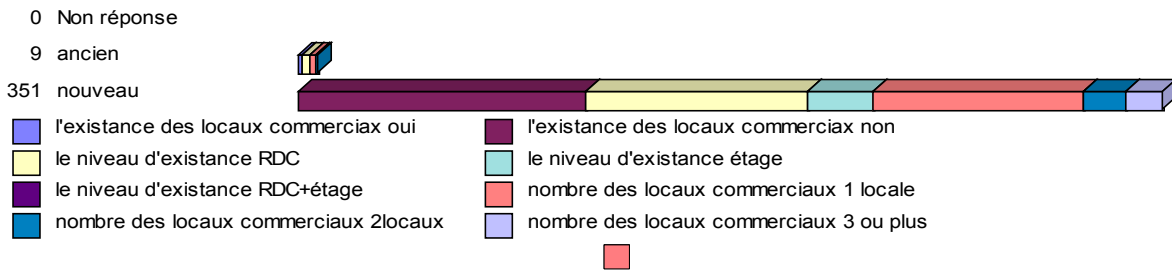 0 Non réponse
9 ancien
351 nouveau
l'existance des locaux commerciax oui
l'existance des locaux commerciax non
le niveau d'existance RDC
le niveau d'existance étage
le niveau d'existance RDC+étage
nombre des locaux commerciaux 1 locale
nombre des locaux commerciaux 2locaux
nombre des locaux commerciaux 3 ou plus